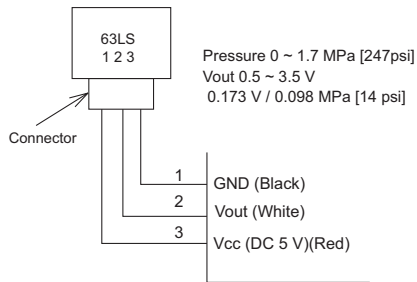 63LS
1 2 3
Pressure 0 ~ 1.7 MPa [247psi]
Vout 0.5 ~ 3.5 V
0.173 V / 0.098 MPa [14 psi]
Connector
1
GND (Black)
2
Vout (White)
3
Vcc (DC 5 V)(Red)